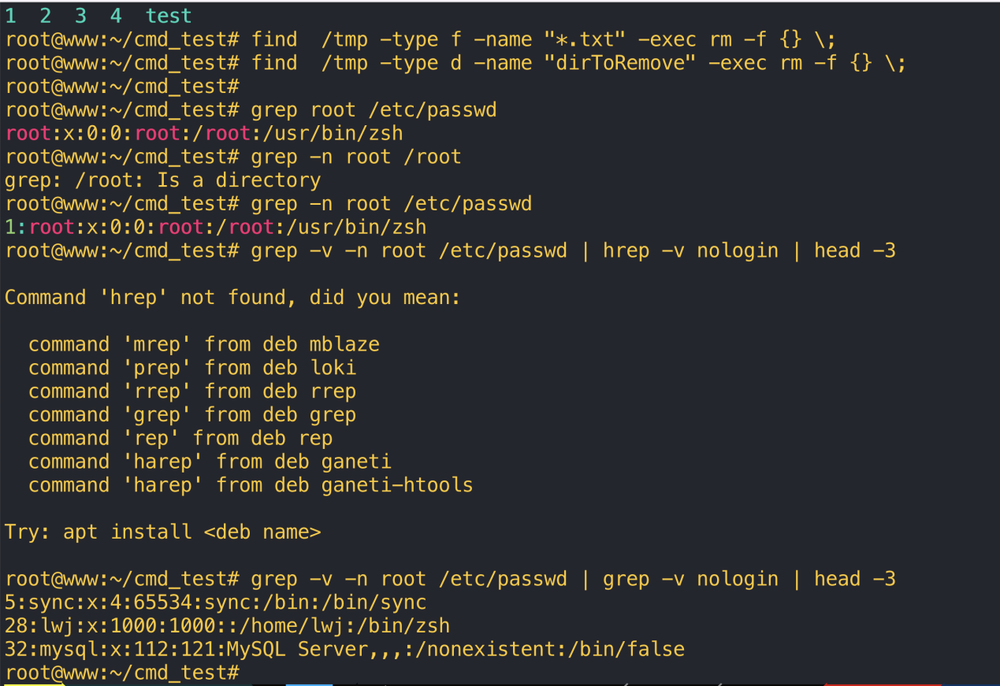 1  2  3  4  test
root@www:~/cmd_test# find  /tmp -type f -name "*.txt" -exec rm -f {} \;
root@www:~/cmd_test# find  /tmp -type d -name "dirToRemove" -exec rm -f {} \;
root@www:~/cmd_test#
root@www:~/cmd_test# grep root /etc/passwd
root:x:0:0:root:/root:/usr/bin/zsh
root@www:~/cmd_test# grep -n root /root
grep: /root: Is a directory
root@www:~/cmd_test# grep -n root /etc/passwd
1:root:x:0:0:root:/root:/usr/bin/zsh
root@www:~/cmd_test# grep -v -n root /etc/passwd | hrep -v nologin | head -3
Command 'hrep' not found, did you mean:
  command 'mrep' from deb mblaze
  command 'prep' from deb loki
  command 'rrep' from deb rrep
  command 'grep' from deb grep
  command 'rep' from deb rep
  command 'harep' from deb ganeti
  command 'harep' from deb ganeti-htools
Try: apt install <deb name>
root@www:~/cmd_test# grep -v -n root /etc/passwd | grep -v nologin | head -3
5:sync:x:4:65534:sync:/bin:/bin/sync
28:lwj:x:1000:1000::/home/lwj:/bin/zsh
32:mysql:x:112:121:MySQL Server,,,:/nonexistent:/bin/false
root@www:~/cmd_test#